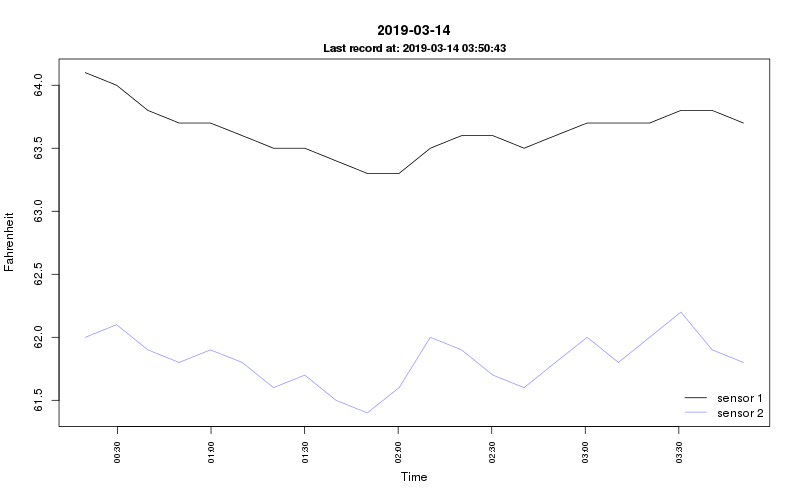 2019-03-14
Last record at: 2019-03-14 03:50:43
Fahrenheit
64.0
63.5
63.0
62.5
62.0
61.5
sensor 1
sensor 2
00:30
01:00
01:30
02:00
02:30
03:00
03:30
Time